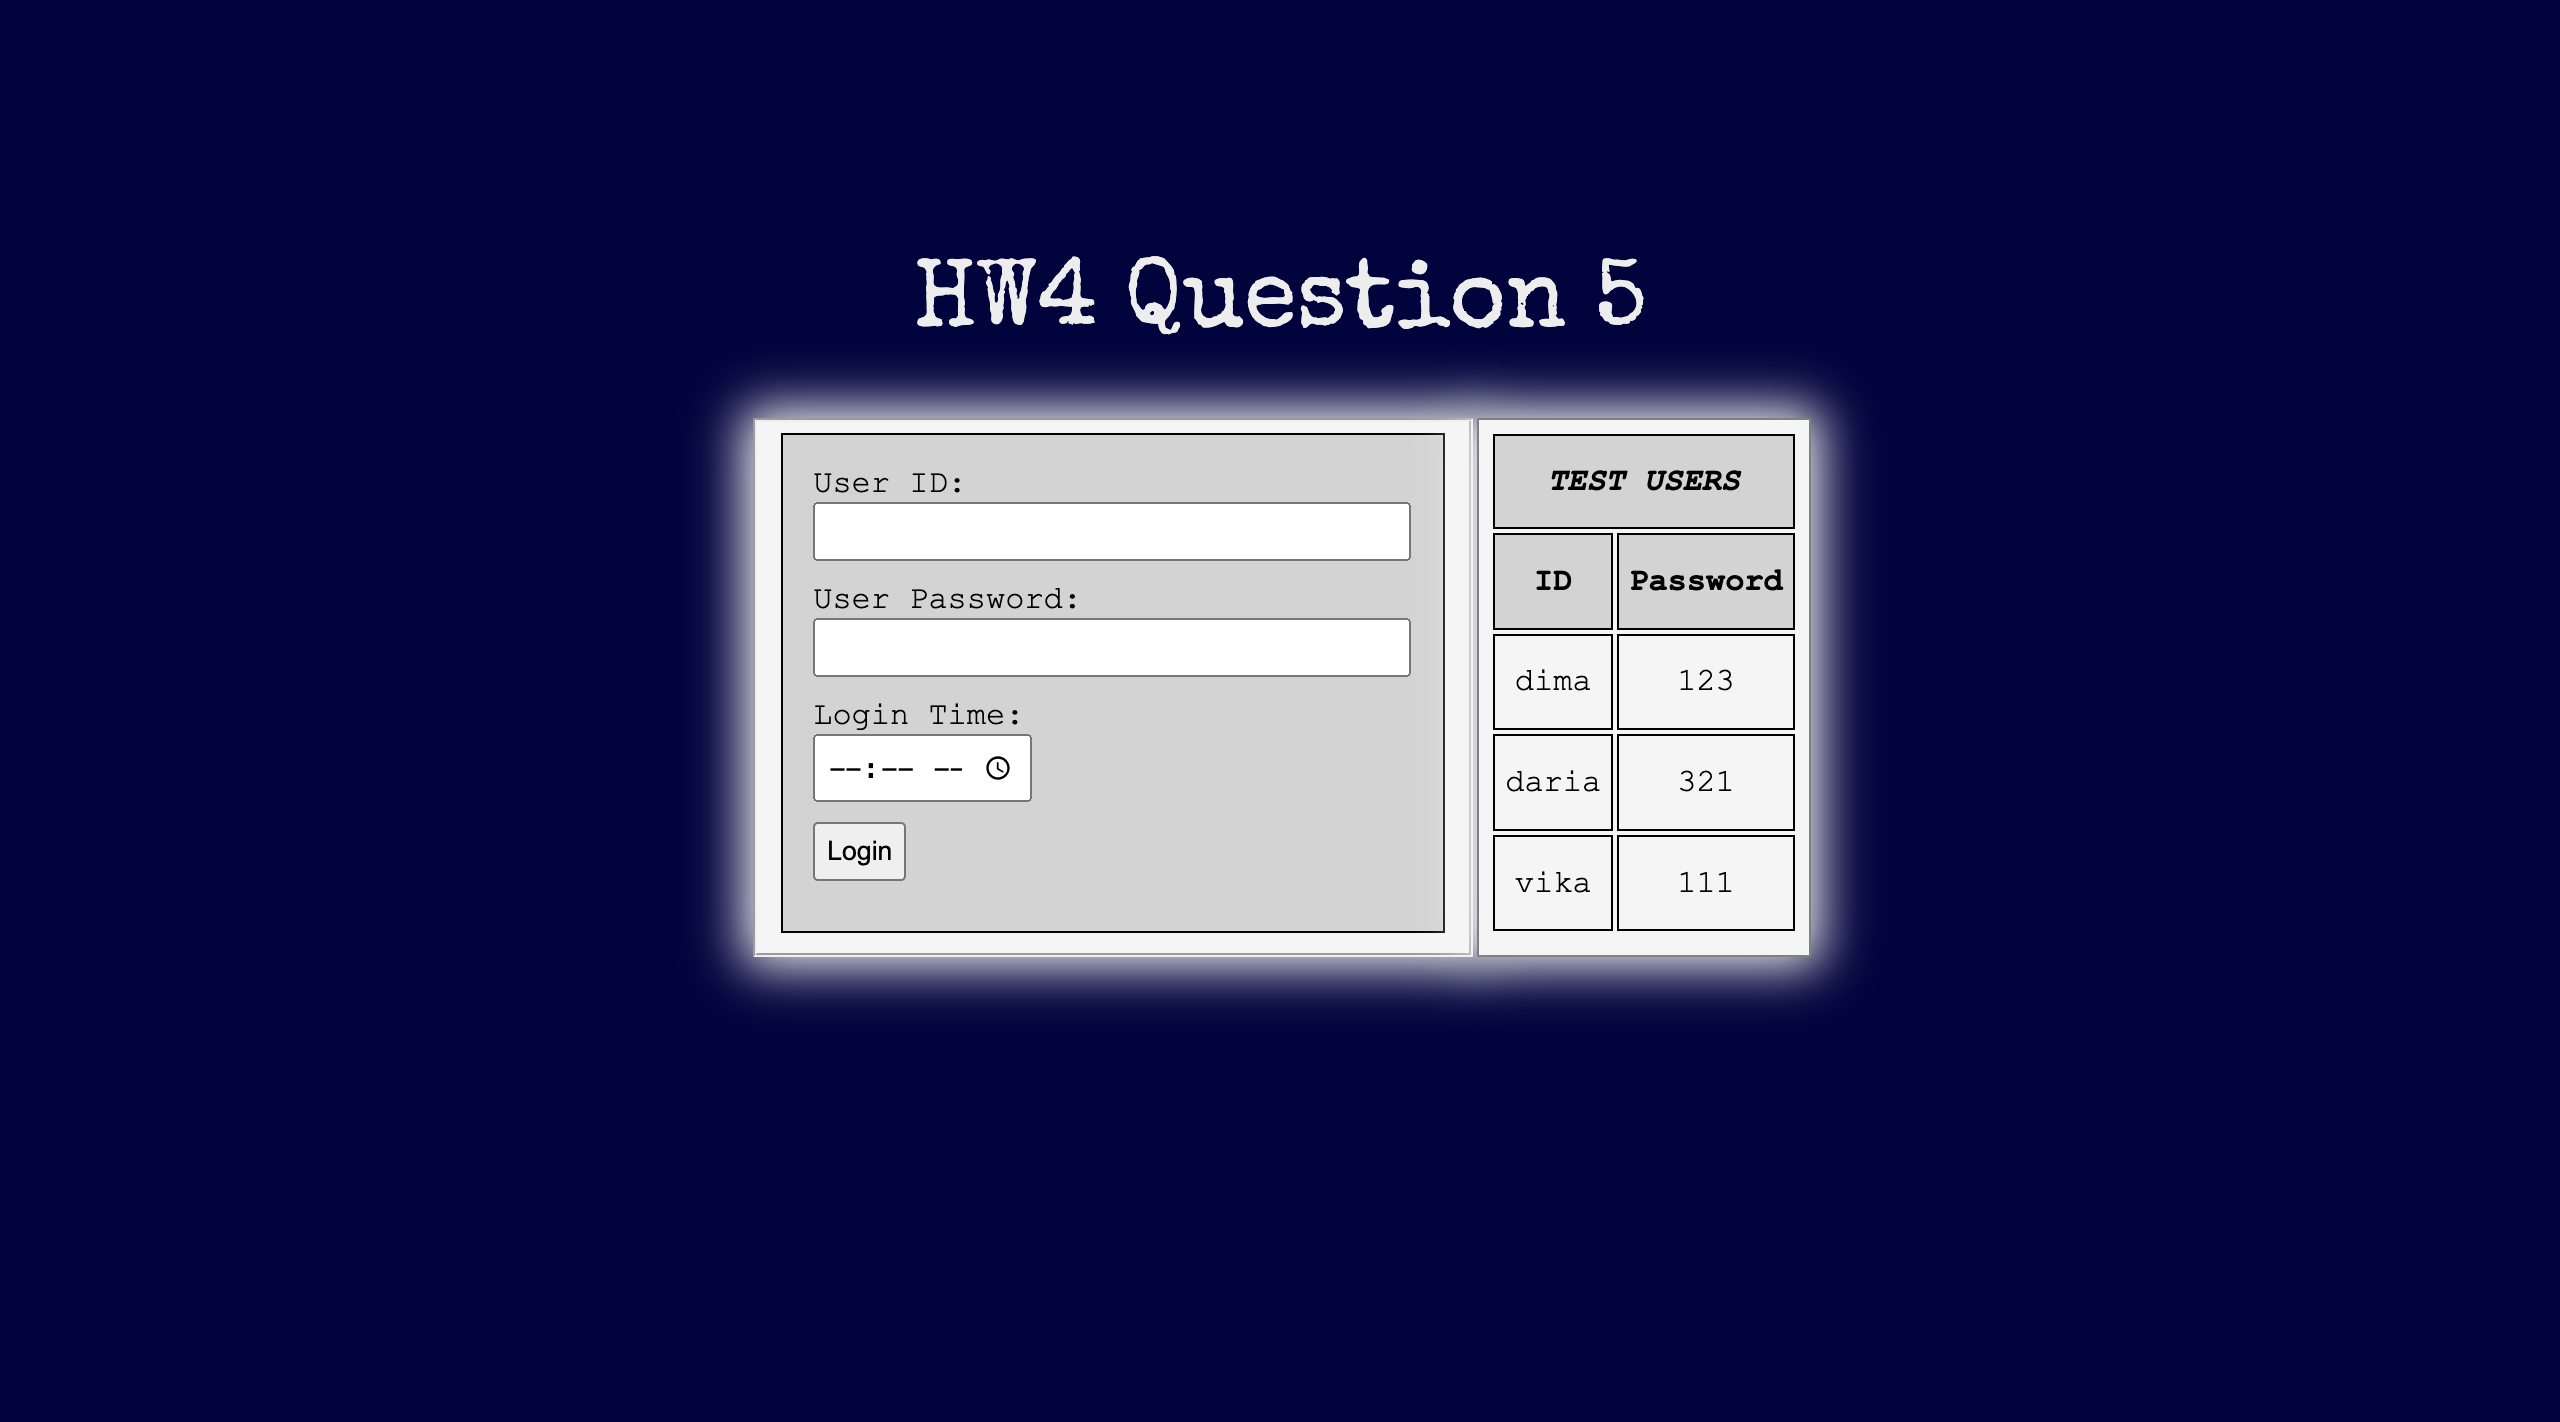 HW4 Question 5
User ID:
User Password:
Login Time:
--:-- --
Login
TEST USERS
ID Password
dima 123
daria 321
vika 111